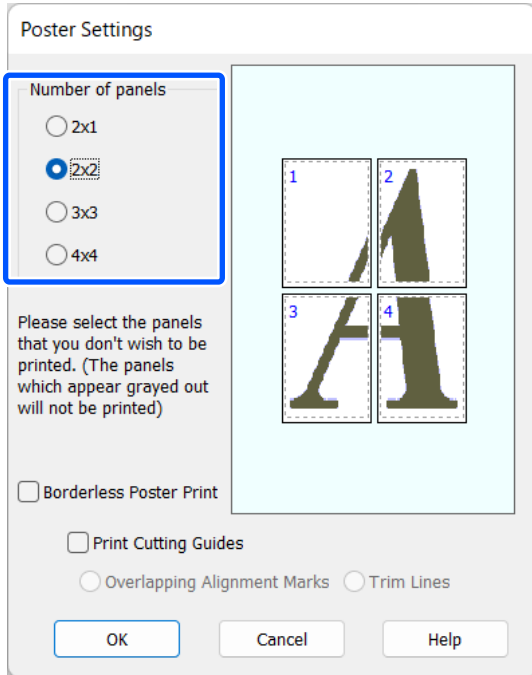 Poster Settings
Number of panels
2x1
2x2
3x3
4x4
1
2
3
4
Please select the panels
that you don't wish to be
printed. (The panels
which appear grayed out
will not be printed)
Borderless Poster Print
Print Cutting Guides
Overlapping Alignment Marks Trim Lines
OK Cancel Help